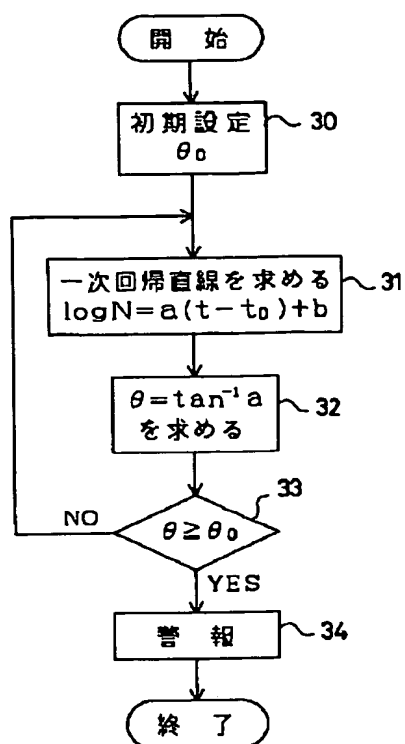 開始
初期設定 30
θ₀
一次回帰直線を求める 31
logN=a(t-t₀)+b
θ=tan⁻¹a 32
を求める
33
NO
θ≧θ₀
YES
警報 34
終了